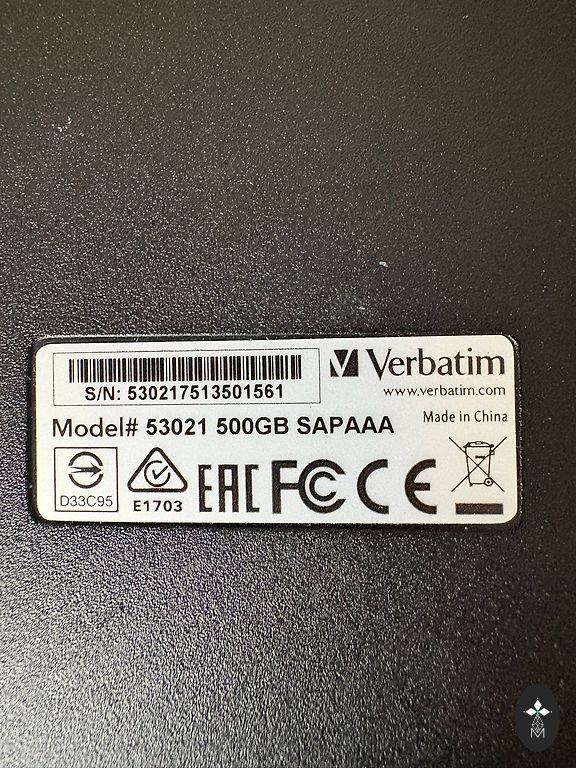 S/N: 530217513501561
Verbatim
www.verbatim.com
Model# 53021 500GB SAPAAA
Made in China
D33C95
E1703
EAC
FC
CE
M